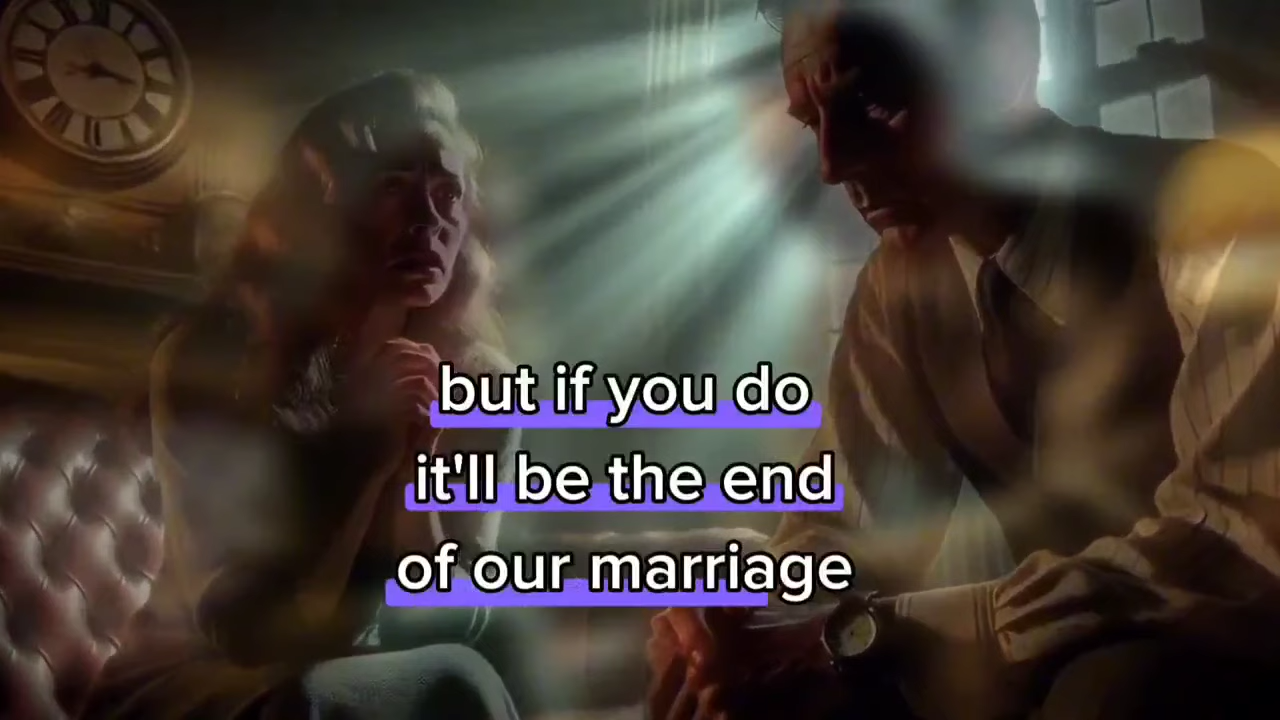 but if you do
it'll be the end
of our marriage